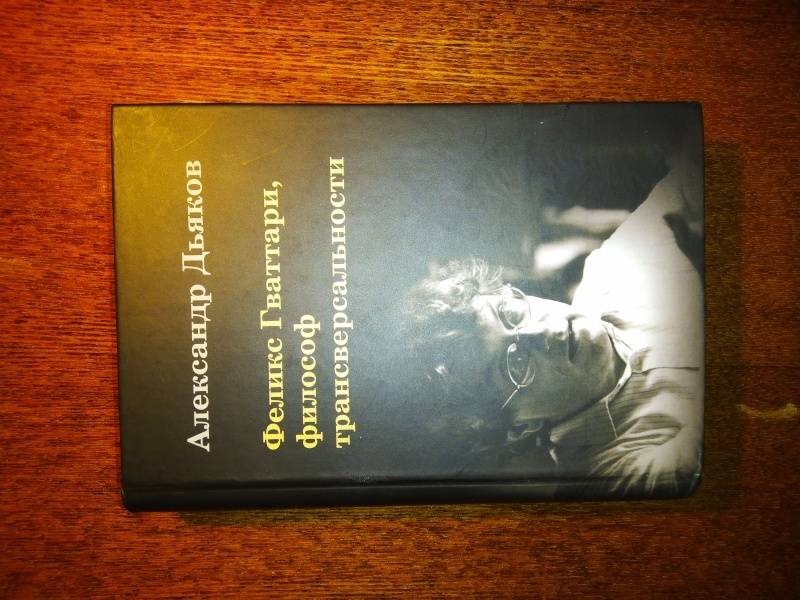 Александр Дьяков
Феликс Гваттари,
философ
трансверсальности